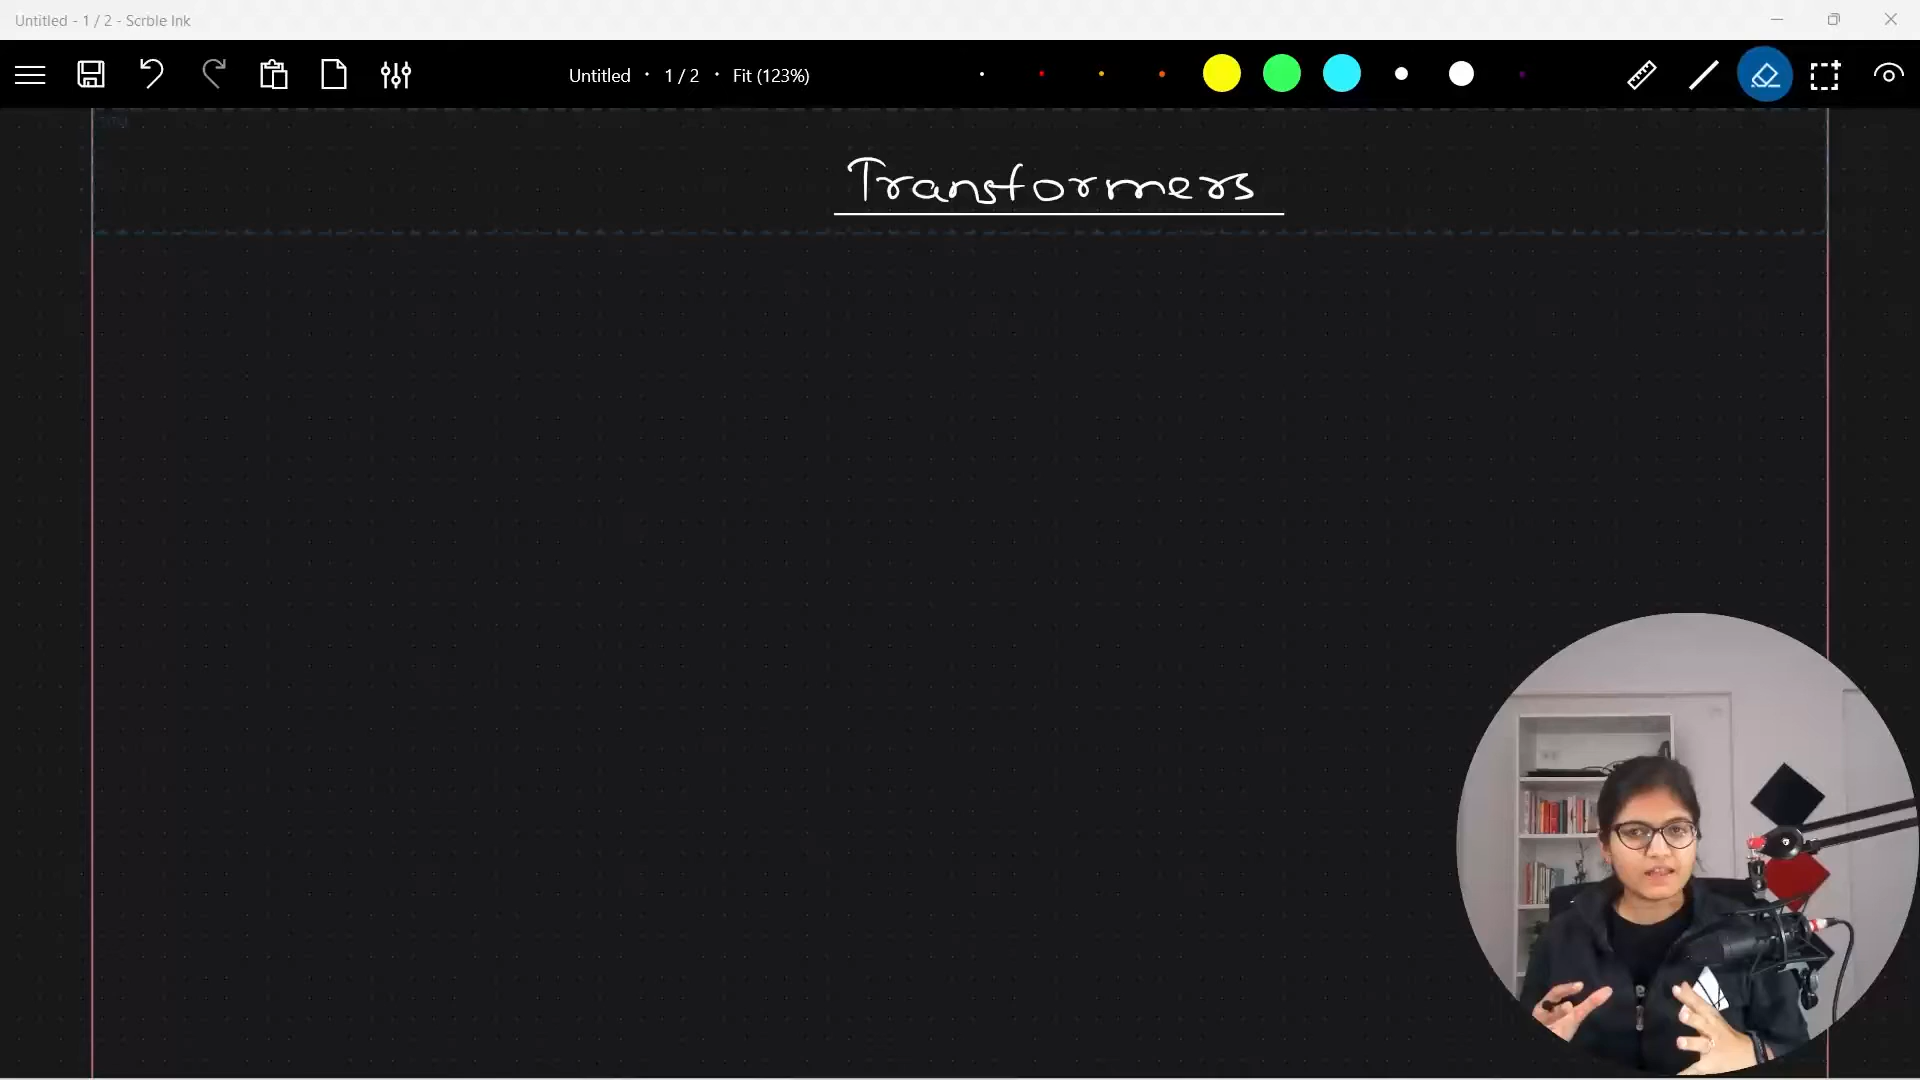 Untitled - 1 / 2 - Scrble Ink
Untitled • 1 / 2 • Fit (123%)
Transformers